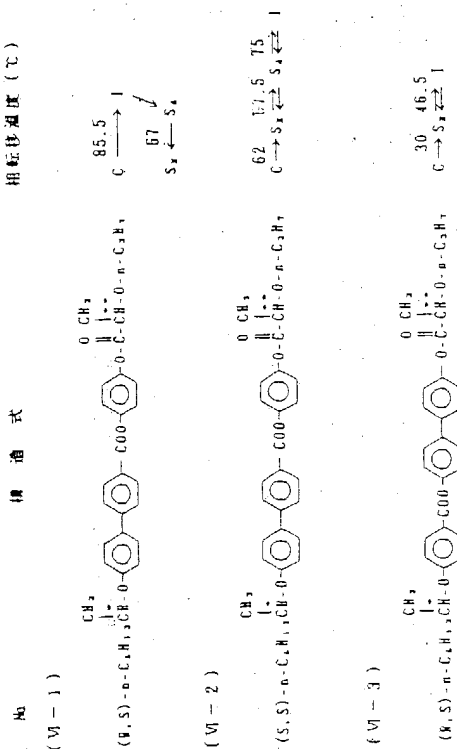 No 構造式 相転移温度 (℃)
(Ⅵ-1)
CH₃ O CH₃
(R,S)-n-C₆H₁₃CH-O- -COO- -O-C-CH-O-n-C₃H₇
C 85.5 → I
67
Sx ← SA
(Ⅵ-2)
CH₃ O CH₃
(S,S)-n-C₆H₁₃CH-O- -COO- -O-C-CH-O-n-C₃H₇
62 75
C → Sx ⇄ SA ⇄ I
(Ⅵ-3)
CH₃ O CH₃
(R,S)-n-C₆H₁₃CH-O- -COO- -O-C-CH-O-n-C₃H₇
30 46.5
C → Sx ⇄ I